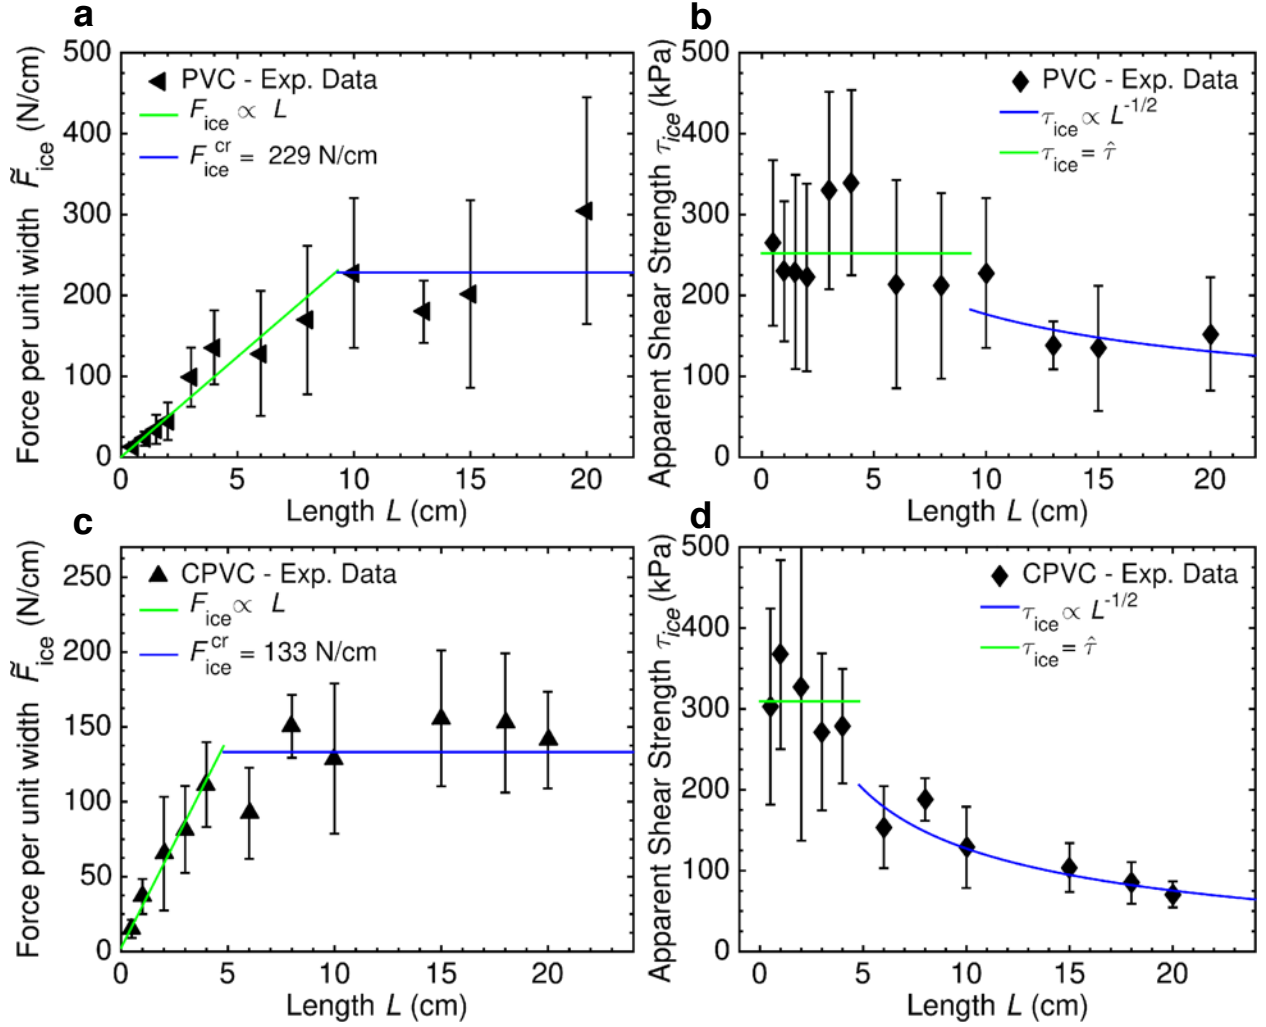 a
500
400
300
200
100
0
0 5 10 15 20
Length L (cm)
Force per unit width F̃ice (N/cm)
PVC - Exp. Data
Fice ∝ L
Fice^cr = 229 N/cm
b
500
400
300
200
100
0
0 5 10 15 20
Length L (cm)
Apparent Shear Strength τice (kPa)
PVC - Exp. Data
τice ∝ L^-1/2
τice = τ̂
c
250
200
150
100
50
0
0 5 10 15 20
Length L (cm)
Force per unit width F̃ice (N/cm)
CPVC - Exp. Data
Fice ∝ L
Fice^cr = 133 N/cm
d
500
400
300
200
100
0
0 5 10 15 20
Length L (cm)
Apparent Shear Strength τice (kPa)
CPVC - Exp. Data
τice ∝ L^-1/2
τice = τ̂